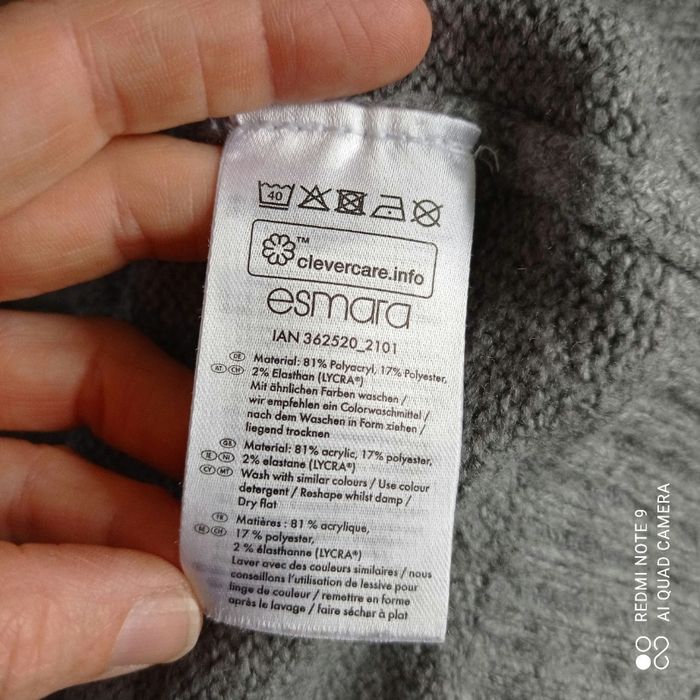 40
™
clevercare.info
esmara
IAN 362520_2101
DE Material: 81% Polyacryl, 17% Polyester,
AT CH 2% Elasthan (LYCRA®)
Mit ähnlichen Farben waschen /
wir empfehlen ein Colorwaschmittel /
nach dem Waschen in Form ziehen /
liegend trocknen
GB Material: 81% acrylic, 17% polyester,
IE NI 2% elastane (LYCRA®)
CY MT Wash with similar colours / Use colour
detergent / Reshape whilst damp /
Dry flat
FR Matières : 81 % acrylique,
BE CH 17 % polyester,
2 % élasthanne (LYCRA®)
Laver avec des couleurs similaires / nous
conseillons l'utilisation de lessive pour
linge de couleur / remettre en forme
après le lavage / faire sécher à plat
REDMI NOTE 9
AI QUAD CAMERA